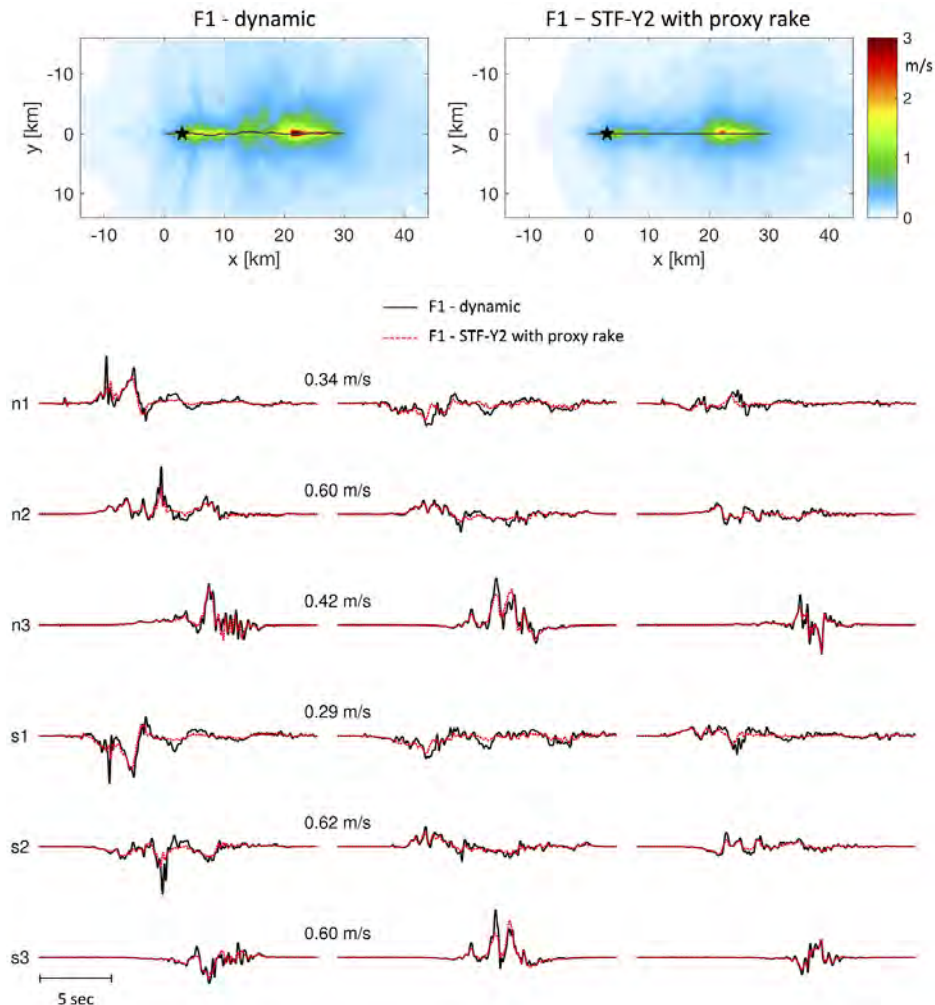 F1 - dynamic
F1 – STF-Y2 with proxy rake
-10
0
10
y [km]
-10 0 10 20 30 40
x [km]
y [km]
-10 0 10 20 30 40
x [km]
3
m/s
2
1
0
F1 - dynamic
F1 - STF-Y2 with proxy rake
n1 0.34 m/s
n2 0.60 m/s
n3 0.42 m/s
s1 0.29 m/s
s2 0.62 m/s
s3 0.60 m/s
5 sec